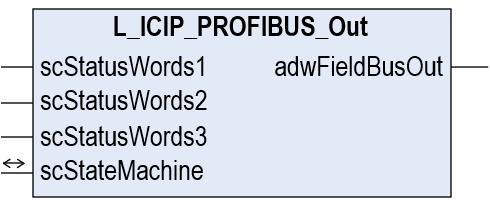 L_ICIP_PROFIBUS_Out
scStatusWords1 adwFieldBusOut
scStatusWords2
scStatusWords3
scStateMachine